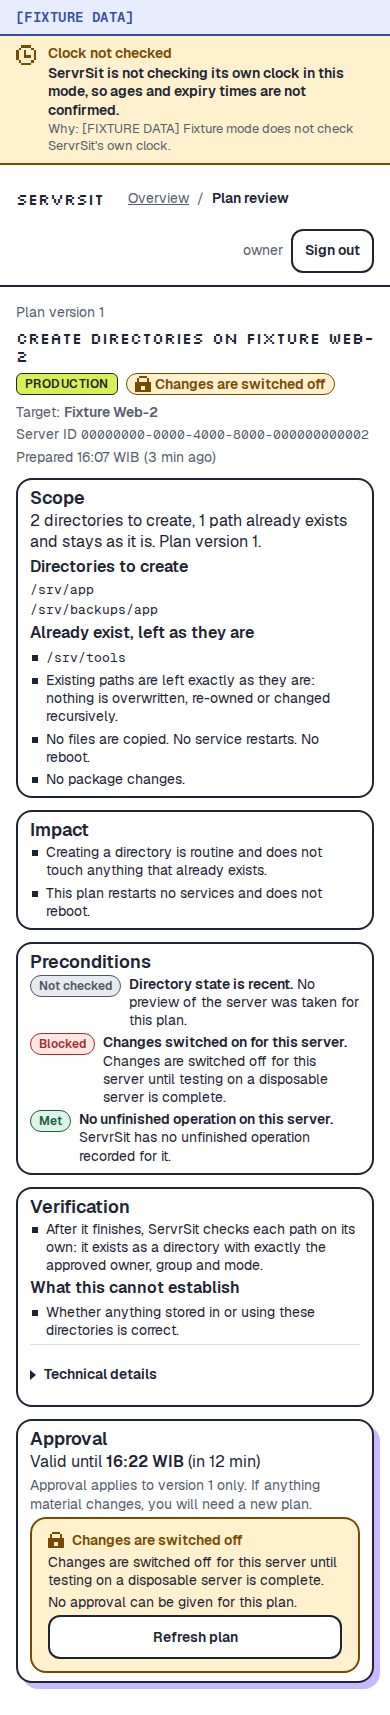 [FIXTURE DATA]
Clock not checked
ServrSit is not checking its own clock in this
mode, so ages and expiry times are not
confirmed.
Why: [FIXTURE DATA] Fixture mode does not check
ServrSit's own clock.
SERVRSIT
Overview / Plan review
owner
Sign out
Plan version 1
CREATE DIRECTORIES ON FIXTURE WEB-
2
PRODUCTION
Changes are switched off
Target: Fixture Web-2
Server ID 00000000-0000-4000-8000-000000000002
Prepared 16:07 WIB (3 min ago)
Scope
2 directories to create, 1 path already exists
and stays as it is. Plan version 1.
Directories to create
/srv/app
/srv/backups/app
Already exist, left as they are
/srv/tools
Existing paths are left exactly as they are:
nothing is overwritten, re-owned or changed
recursively.
No files are copied. No service restarts. No
reboot.
No package changes.
Impact
Creating a directory is routine and does not
touch anything that already exists.
This plan restarts no services and does not
reboot.
Preconditions
Not checked
Directory state is recent. No
preview of the server was taken for
this plan.
Blocked
Changes switched on for this server.
Changes are switched off for this
server until testing on a disposable
server is complete.
Met
No unfinished operation on this server.
ServrSit has no unfinished operation
recorded for it.
Verification
After it finishes, ServrSit checks each path on its
own: it exists as a directory with exactly the
approved owner, group and mode.
What this cannot establish
Whether anything stored in or using these
directories is correct.
Technical details
Approval
Valid until 16:22 WIB (in 12 min)
Approval applies to version 1 only. If anything
material changes, you will need a new plan.
Changes are switched off
Changes are switched off for this server until
testing on a disposable server is complete.
No approval can be given for this plan.
Refresh plan